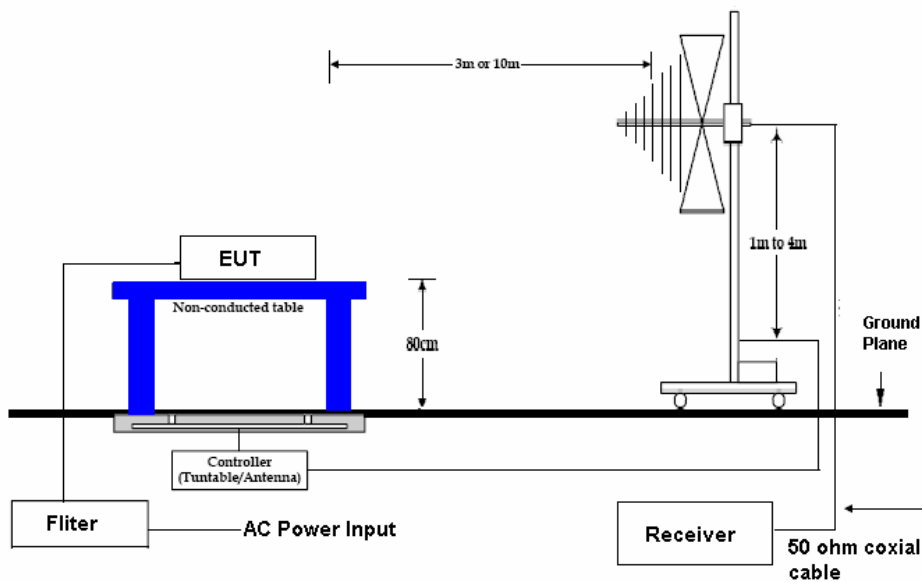 3m or 10m
EUT
1m to 4m
Non-conducted table
80cm
Ground
Plane
Controller
(Tuntable/Antenna)
Fliter
AC Power Input
Receiver
50 ohm coxial
cable